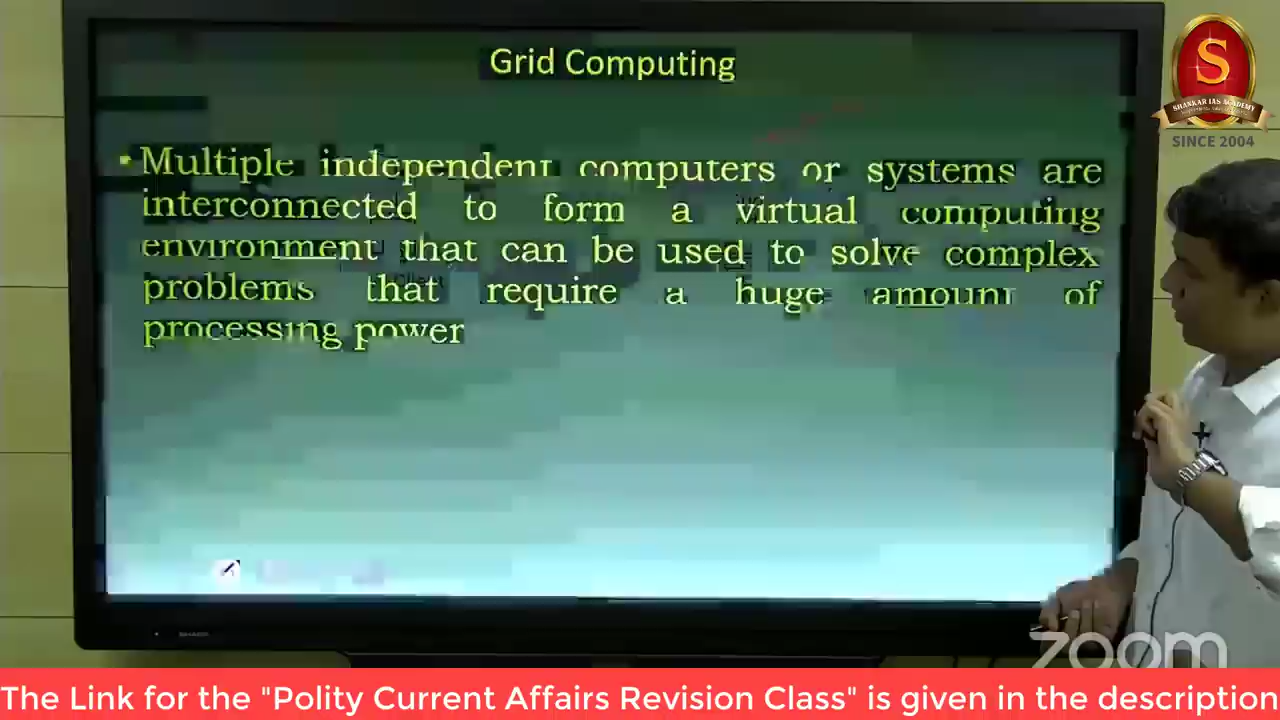 Grid Computing
• Multiple independent computers or systems are
interconnected to form a virtual computing
environment that can be used to solve complex
problems that require a huge amount of
processing power
S
SHANKAR IAS ACADEMY
SINCE 2004
zoom
The Link for the "Polity Current Affairs Revision Class" is given in the description